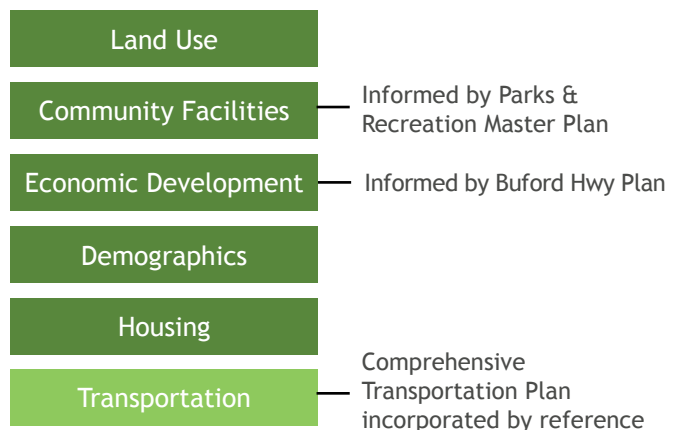 Land Use
Community Facilities
Informed by Parks &
Recreation Master Plan
Economic Development
Informed by Buford Hwy Plan
Demographics
Housing
Transportation
Comprehensive
Transportation Plan
incorporated by reference